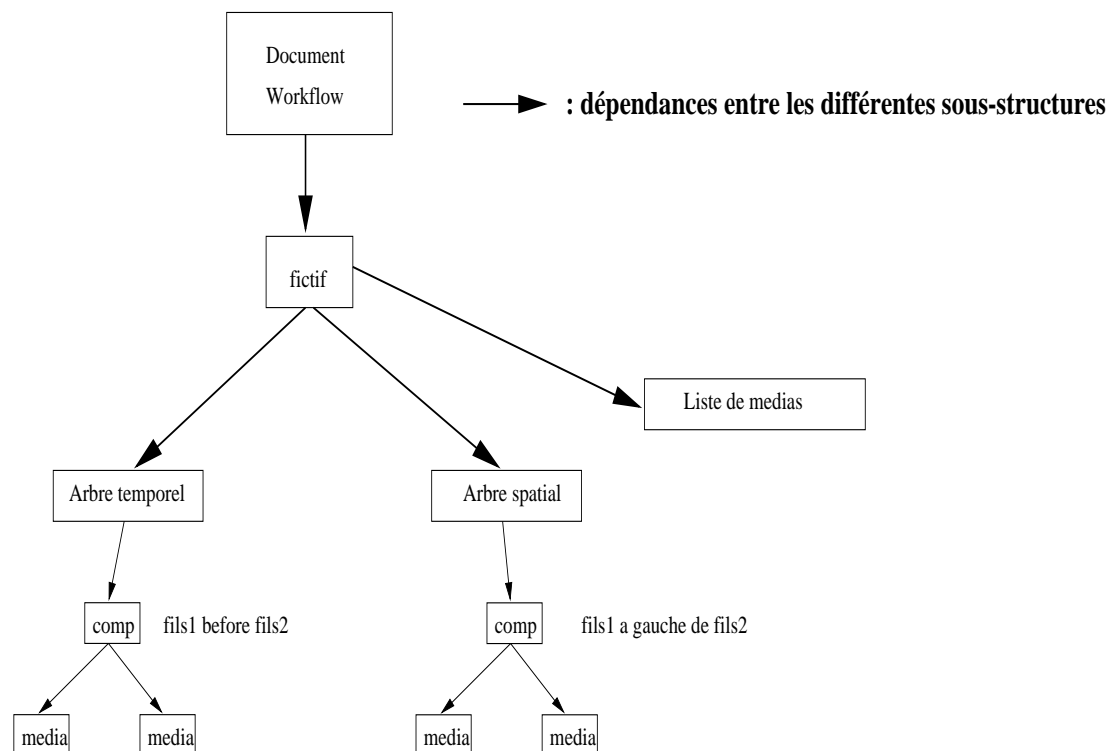 Document
Workflow
: dépendances entre les différentes sous-structures
fictif
Liste de medias
Arbre temporel
Arbre spatial
comp
fils1 before fils2
comp
fils1 a gauche de fils2
media
media
media
media